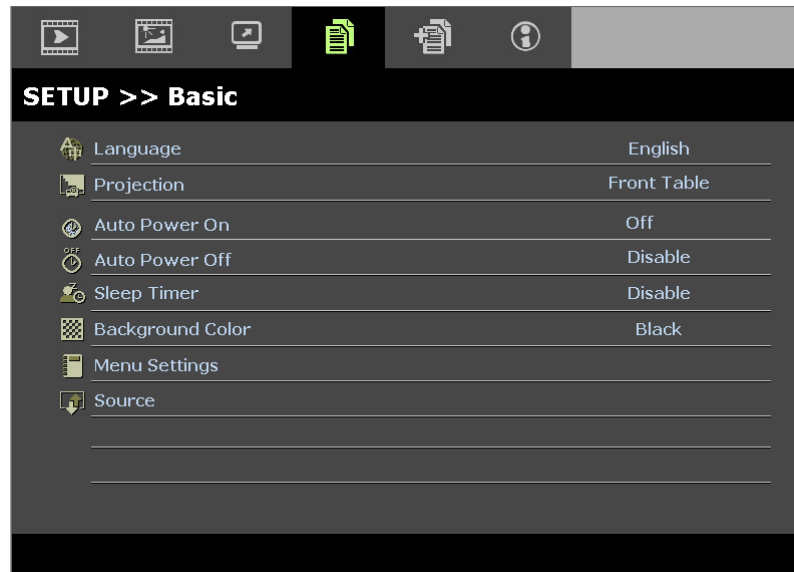 SETUP >> Basic
Language English
Projection Front Table
Auto Power On Off
OFF Auto Power Off Disable
Sleep Timer Disable
Background Color Black
Menu Settings
Source